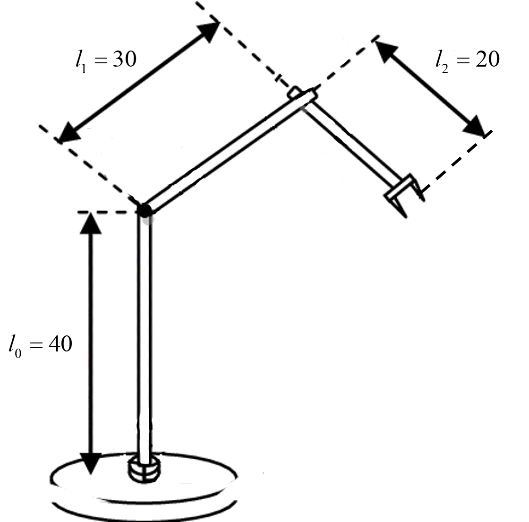 l₁ = 30
l₂ = 20
l₀ = 40